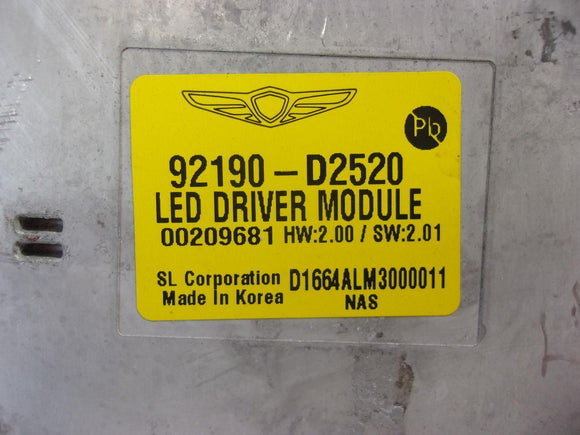 Pb
92190-D2520
LED DRIVER MODULE
00209681 HW:2.00 / SW:2.01
SL Corporation D1664ALM3000011
Made In Korea NAS